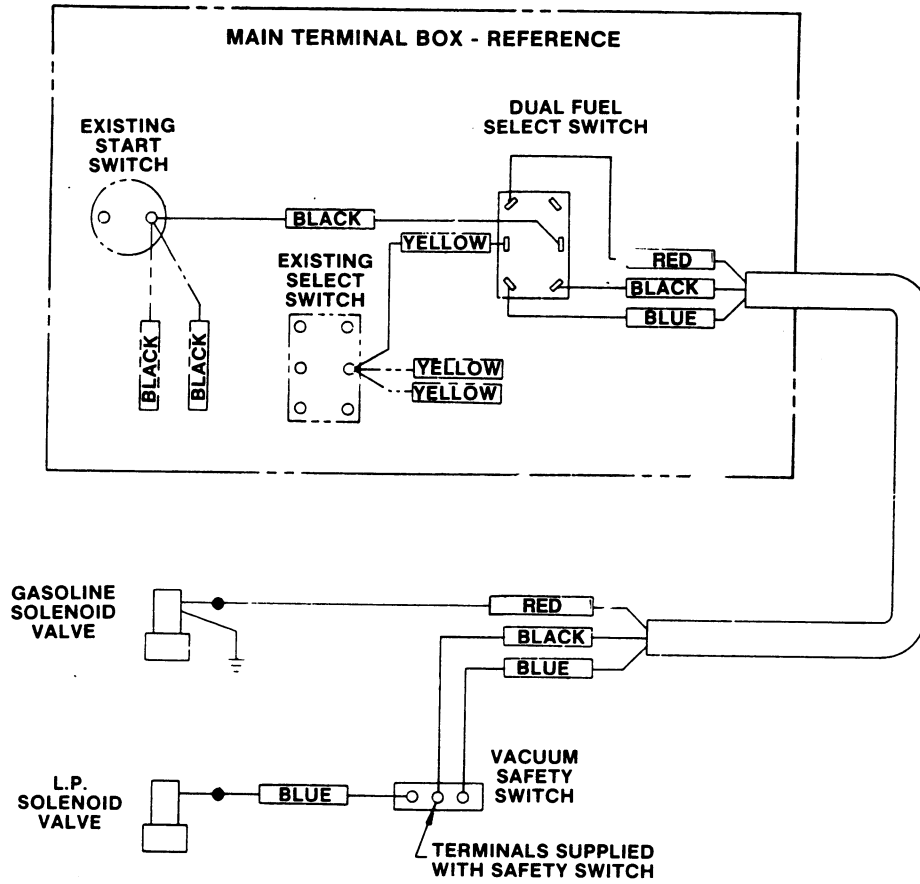 MAIN TERMINAL BOX - REFERENCE
DUAL FUEL
SELECT SWITCH
EXISTING
START
SWITCH
BLACK
YELLOW
EXISTING
SELECT
SWITCH
RED
BLACK
BLUE
BLACK
BLACK
YELLOW
YELLOW
GASOLINE
SOLENOID
VALVE
RED
BLACK
BLUE
VACUUM
SAFETY
SWITCH
L.P.
SOLENOID
VALVE
BLUE
TERMINALS SUPPLIED
WITH SAFETY SWITCH